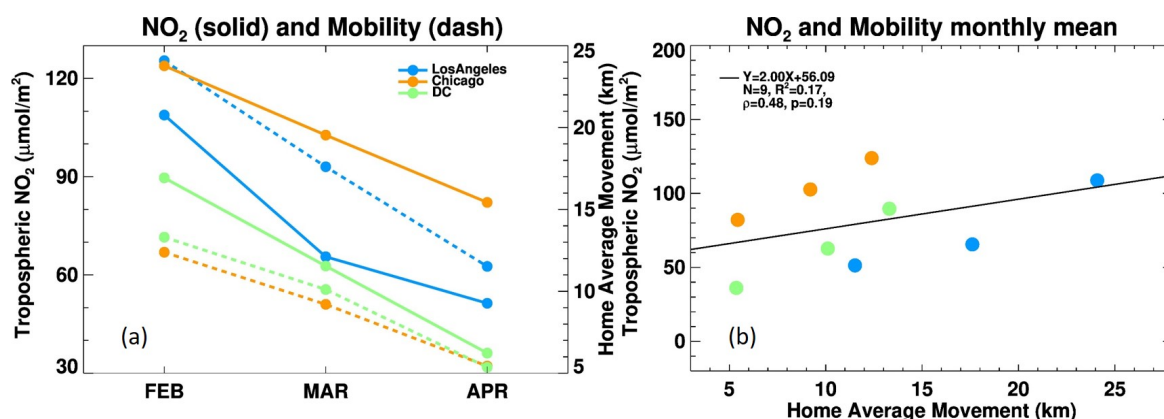 NO₂ (solid) and Mobility (dash)
120
90
60
30
Tropospheric NO₂ (μmol/m²)
25
20
15
10
5
Home Average Movement (km)
LosAngeles
Chicago
DC
(a)
FEB MAR APR
NO₂ and Mobility monthly mean
200
150
100
50
0
Tropospheric NO₂ (μmol/m²)
Y=2.00X+56.09
N=9, R²=0.17,
ρ=0.48, p=0.19
(b)
5 10 15 20 25
Home Average Movement (km)